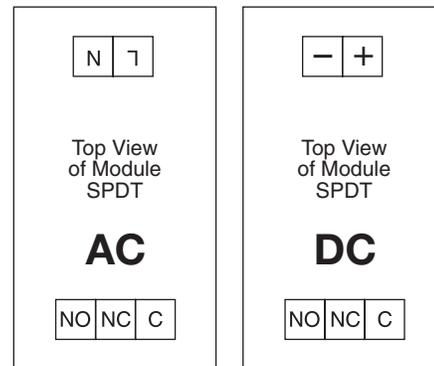 N L
Top View
of Module
SPDT
AC
NO NC C
− +
Top View
of Module
SPDT
DC
NO NC C